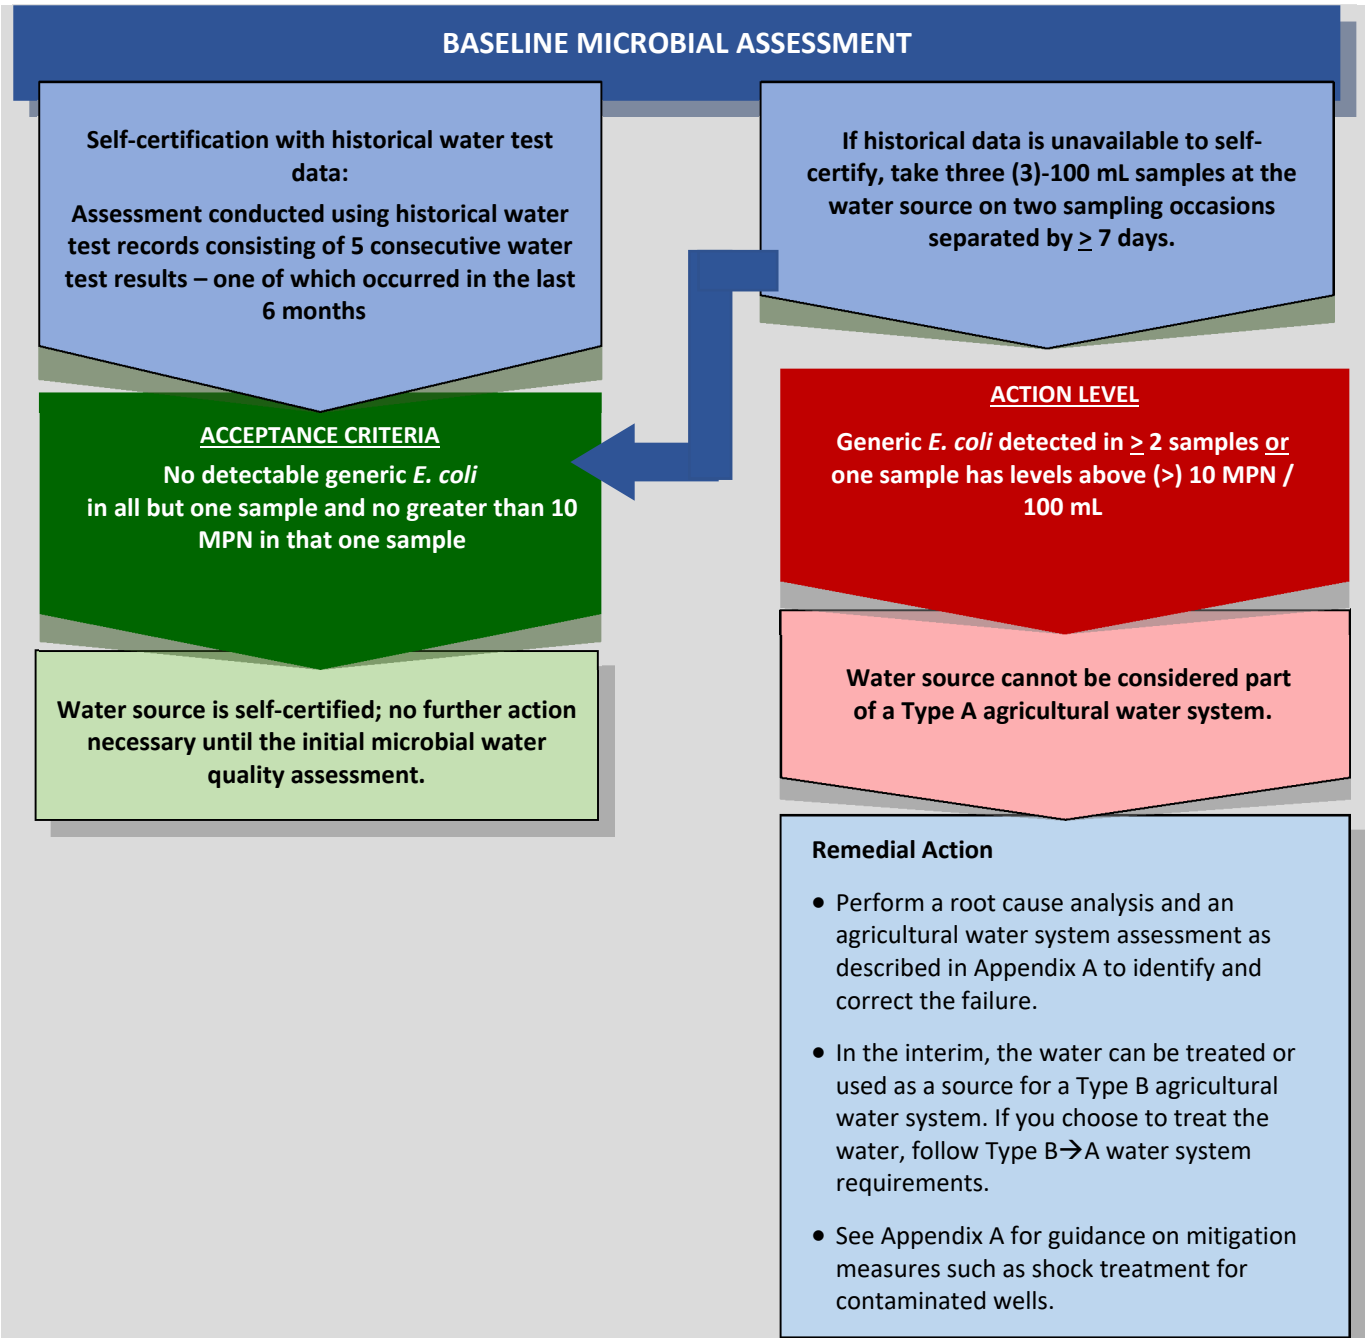 BASELINE MICROBIAL ASSESSMENT
Self-certification with historical water test
data:
Assessment conducted using historical water
test records consisting of 5 consecutive water
test results – one of which occurred in the last
6 months
If historical data is unavailable to self-
certify, take three (3)-100 mL samples at the
water source on two sampling occasions
separated by ≥ 7 days.
ACCEPTANCE CRITERIA
No detectable generic E. coli
in all but one sample and no greater than 10
MPN in that one sample
ACTION LEVEL
Generic E. coli detected in ≥ 2 samples or
one sample has levels above (>) 10 MPN /
100 mL
Water source is self-certified; no further action
necessary until the initial microbial water
quality assessment.
Water source cannot be considered part
of a Type A agricultural water system.
Remedial Action
• Perform a root cause analysis and an
agricultural water system assessment as
described in Appendix A to identify and
correct the failure.
• In the interim, the water can be treated or
used as a source for a Type B agricultural
water system. If you choose to treat the
water, follow Type B→A water system
requirements.
• See Appendix A for guidance on mitigation
measures such as shock treatment for
contaminated wells.